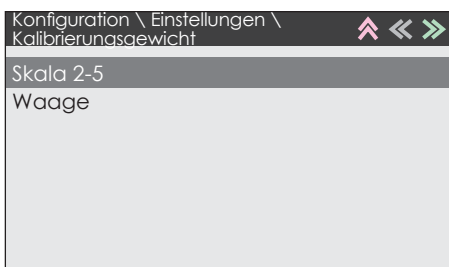 Konfiguration \ Einstellungen \
Kalibrierungsgewicht
Skala 2-5
Waage